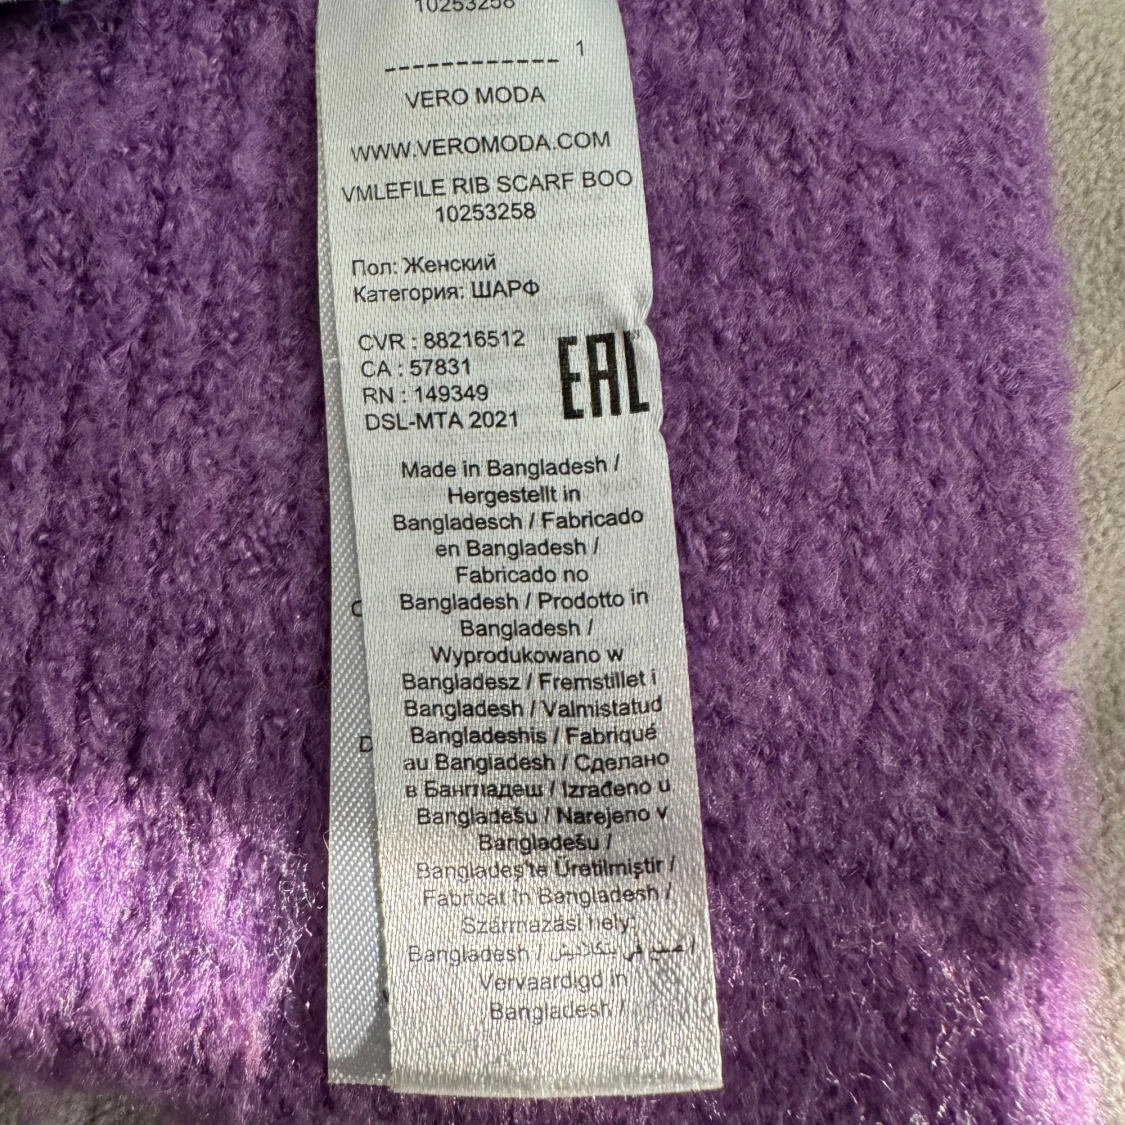 10253258
------------ 1
VERO MODA
WWW.VEROMODA.COM
VMLEFILE RIB SCARF BOO
10253258
Пол: Женский
Категория: ШАРФ
CVR : 88216512
CA : 57831
RN : 149349
DSL-MTA 2021
EAC
Made in Bangladesh /
Hergestellt in
Bangladesch / Fabricado
en Bangladesh /
Fabricado no
Bangladesh / Prodotto in
Bangladesh /
Wyprodukowano w
Bangladesz / Fremstillet i
Bangladesh / Valmistatud
Bangladeshis / Fabriqué
au Bangladesh / Сделано
в Бангладеш / Izrađeno u
Bangladešu / Narejeno v
Bangladešu /
Bangladeş'te Üretilmiştir /
Fabricat în Bangladesh /
Származási hely:
Bangladesh / صنع في بنگلاديش
Vervaardigd in
Bangladesh /